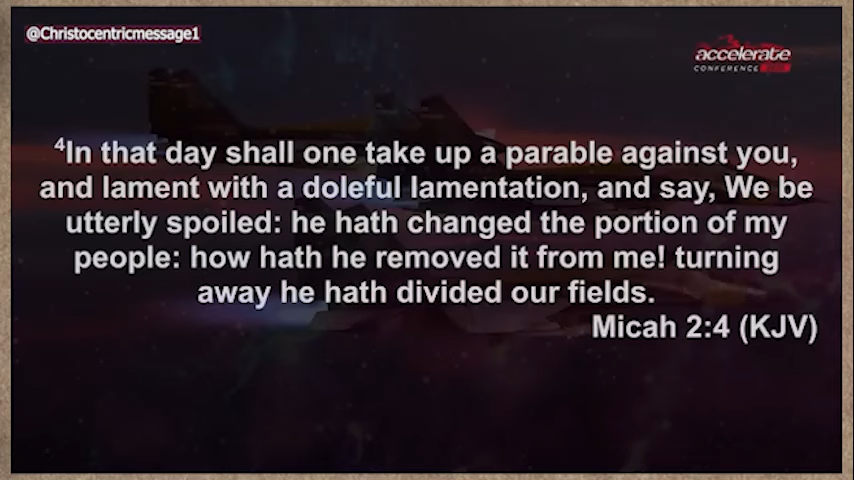 @Christocentricmessage1
accelerate
CONFERENCE
⁴In that day shall one take up a parable against you,
and lament with a doleful lamentation, and say, We be
utterly spoiled: he hath changed the portion of my
people: how hath he removed it from me! turning
away he hath divided our fields.
Micah 2:4 (KJV)